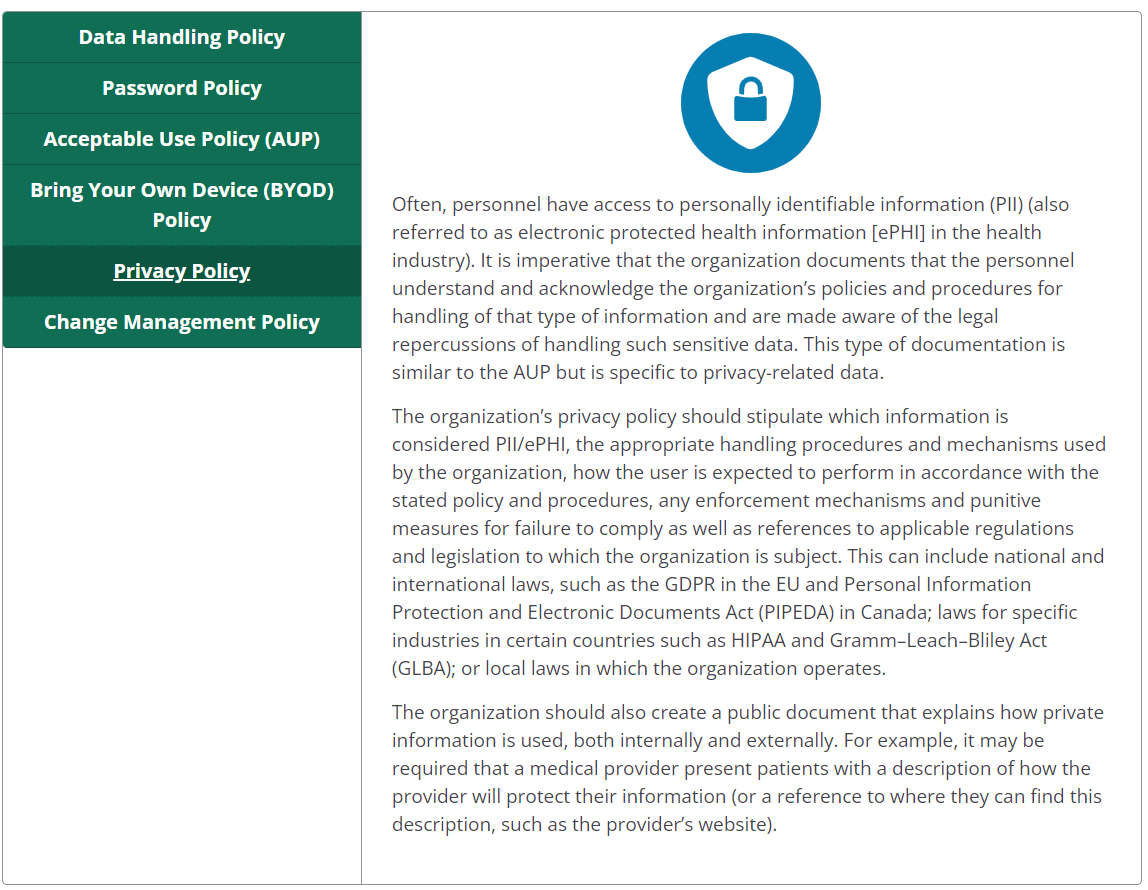 Data Handling Policy
Password Policy
Acceptable Use Policy (AUP)
Bring Your Own Device (BYOD)
Policy
Privacy Policy
Change Management Policy
Often, personnel have access to personally identifiable information (PII) (also
referred to as electronic protected health information [ePHI] in the health
industry). It is imperative that the organization documents that the personnel
understand and acknowledge the organization’s policies and procedures for
handling of that type of information and are made aware of the legal
repercussions of handling such sensitive data. This type of documentation is
similar to the AUP but is specific to privacy-related data.
The organization’s privacy policy should stipulate which information is
considered PII/ePHI, the appropriate handling procedures and mechanisms used
by the organization, how the user is expected to perform in accordance with the
stated policy and procedures, any enforcement mechanisms and punitive
measures for failure to comply as well as references to applicable regulations
and legislation to which the organization is subject. This can include national and
international laws, such as the GDPR in the EU and Personal Information
Protection and Electronic Documents Act (PIPEDA) in Canada; laws for specific
industries in certain countries such as HIPAA and Gramm–Leach–Bliley Act
(GLBA); or local laws in which the organization operates.
The organization should also create a public document that explains how private
information is used, both internally and externally. For example, it may be
required that a medical provider present patients with a description of how the
provider will protect their information (or a reference to where they can find this
description, such as the provider’s website).